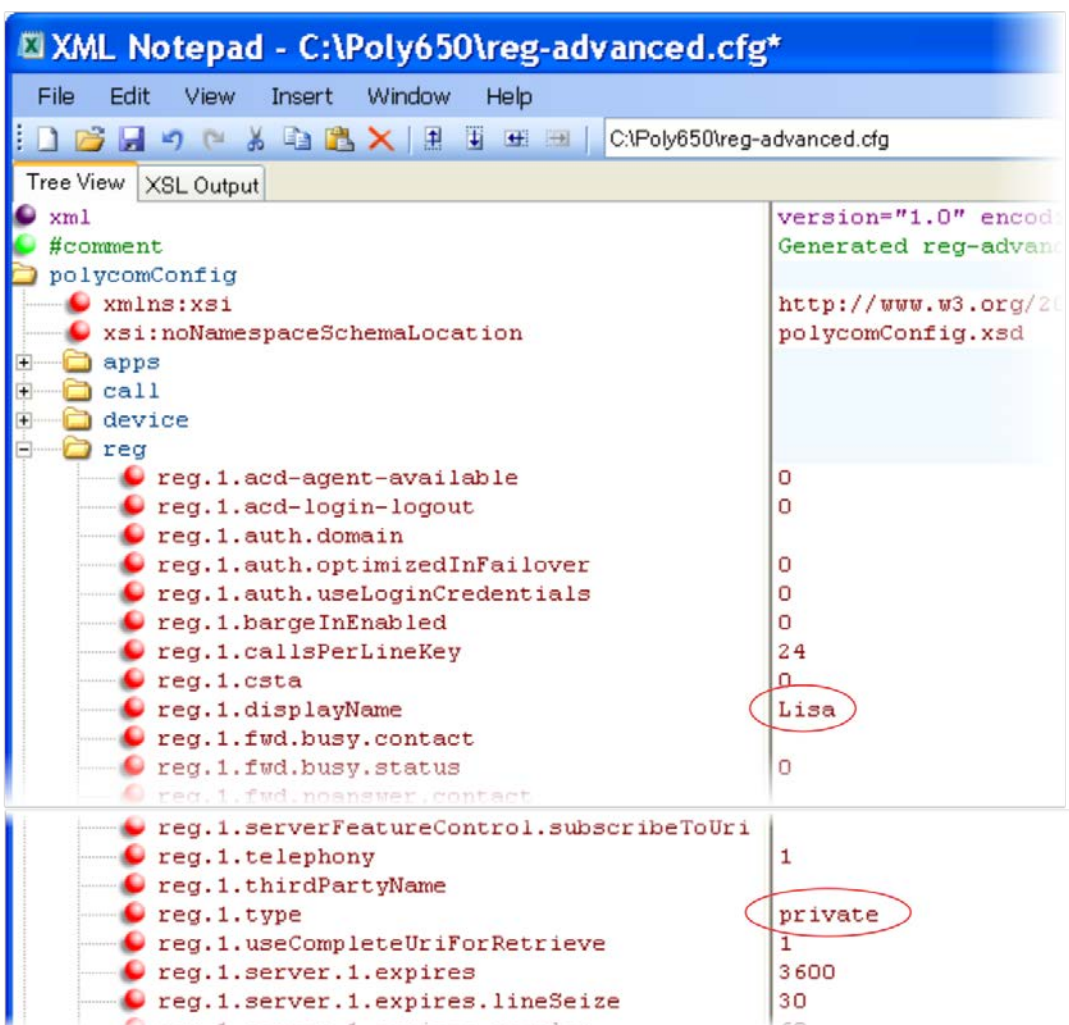 XML Notepad - C:\Poly650\reg-advanced.cfg*
File Edit View Insert Window Help
C:\Poly650\reg-advanced.cfg
Tree View XSL Output
xml version="1.0" encod
#comment Generated reg-advanc
polycomConfig
xmlns:xsi http://www.w3.org/20
xsi:noNamespaceSchemaLocation polycomConfig.xsd
apps
call
device
reg
reg.1.acd-agent-available 0
reg.1.acd-login-logout 0
reg.1.auth.domain
reg.1.auth.optimizedInFailover 0
reg.1.auth.useLoginCredentials 0
reg.1.bargeInEnabled 0
reg.1.callsPerLineKey 24
reg.1.csta 0
reg.1.displayName Lisa
reg.1.fwd.busy.contact
reg.1.fwd.busy.status 0
reg.1.fwd.noanswer.contact
reg.1.serverFeatureControl.subscribeToUri
reg.1.telephony 1
reg.1.thirdPartyName
reg.1.type private
reg.1.useCompleteUriForRetrieve 1
reg.1.server.1.expires 3600
reg.1.server.1.expires.lineSeize 30